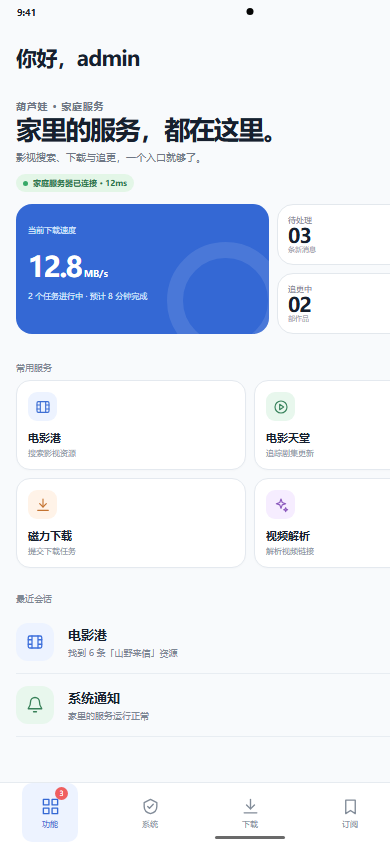 9:41
你好，admin
葫芦娃 • 家庭服务
家里的服务，都在这里。
影视搜索、下载与追更，一个入口就够了。
家庭服务器已连接 · 12ms
当前下载速度
12.8 MB/s
2 个任务进行中 · 预计 8 分钟完成
待处理
03
条新消息
追更中
02
部作品
常用服务
电影港
搜索影视资源
电影天堂
追踪剧集更新
磁力下载
提交下载任务
视频解析
解析视频链接
最近会话
电影港
找到 6 条「山野来信」资源
系统通知
家里的服务运行正常
3
功能
系统
下载
订阅